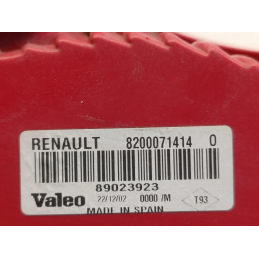 RENAULT 8200071414 0
89023923
Valeo 22/12/02 0000 /M T93
MADE IN SPAIN